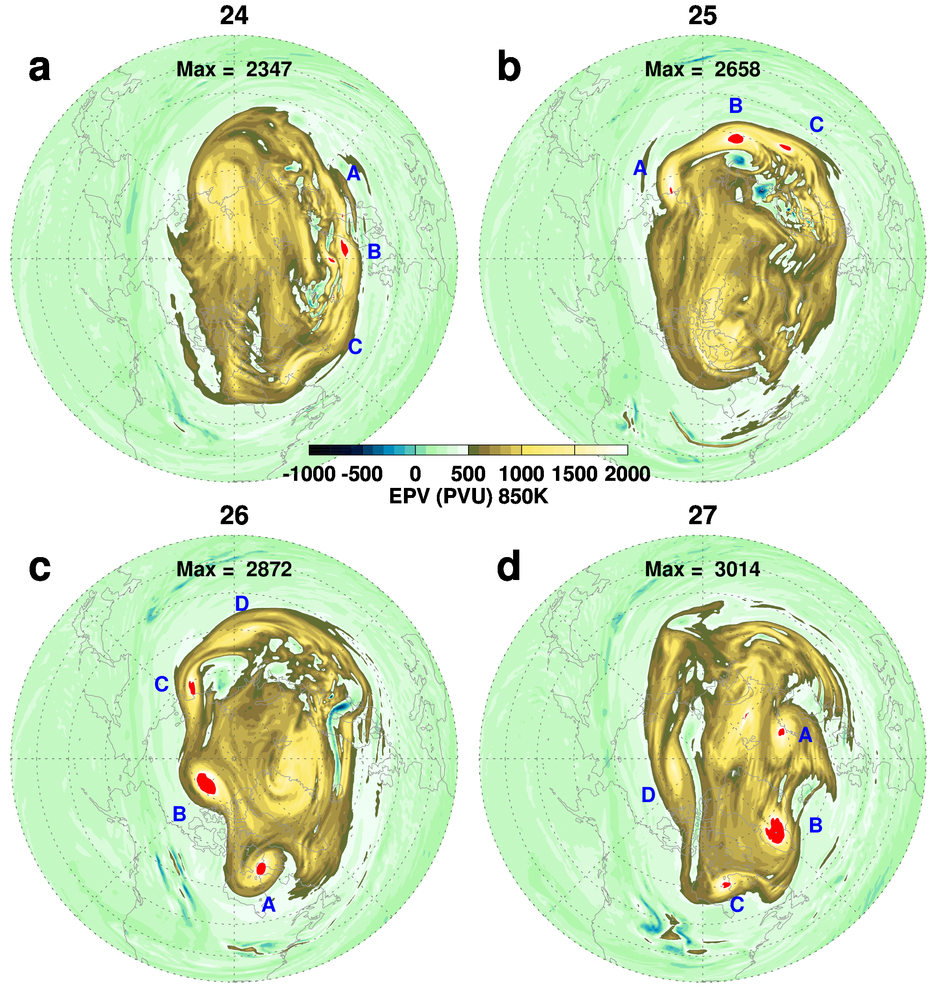 24
25
a
Max = 2347
A
B
C
b
Max = 2658
B
C
A
-1000 -500 0 500 1000 1500 2000
EPV (PVU) 850K
26
27
c
Max = 2872
D
C
B
A
d
Max = 3014
A
D
B
C